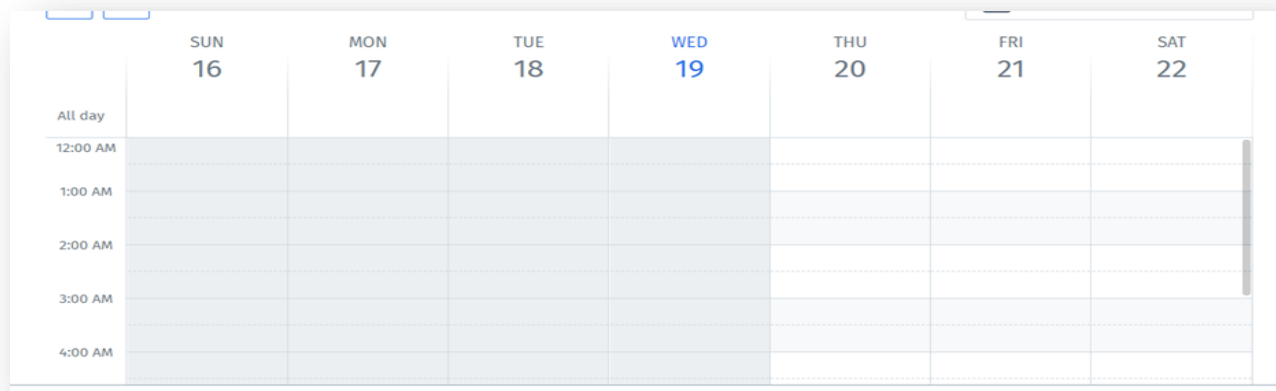 SUN MON TUE WED THU FRI SAT
16 17 18 19 20 21 22
All day
12:00 AM
1:00 AM
2:00 AM
3:00 AM
4:00 AM